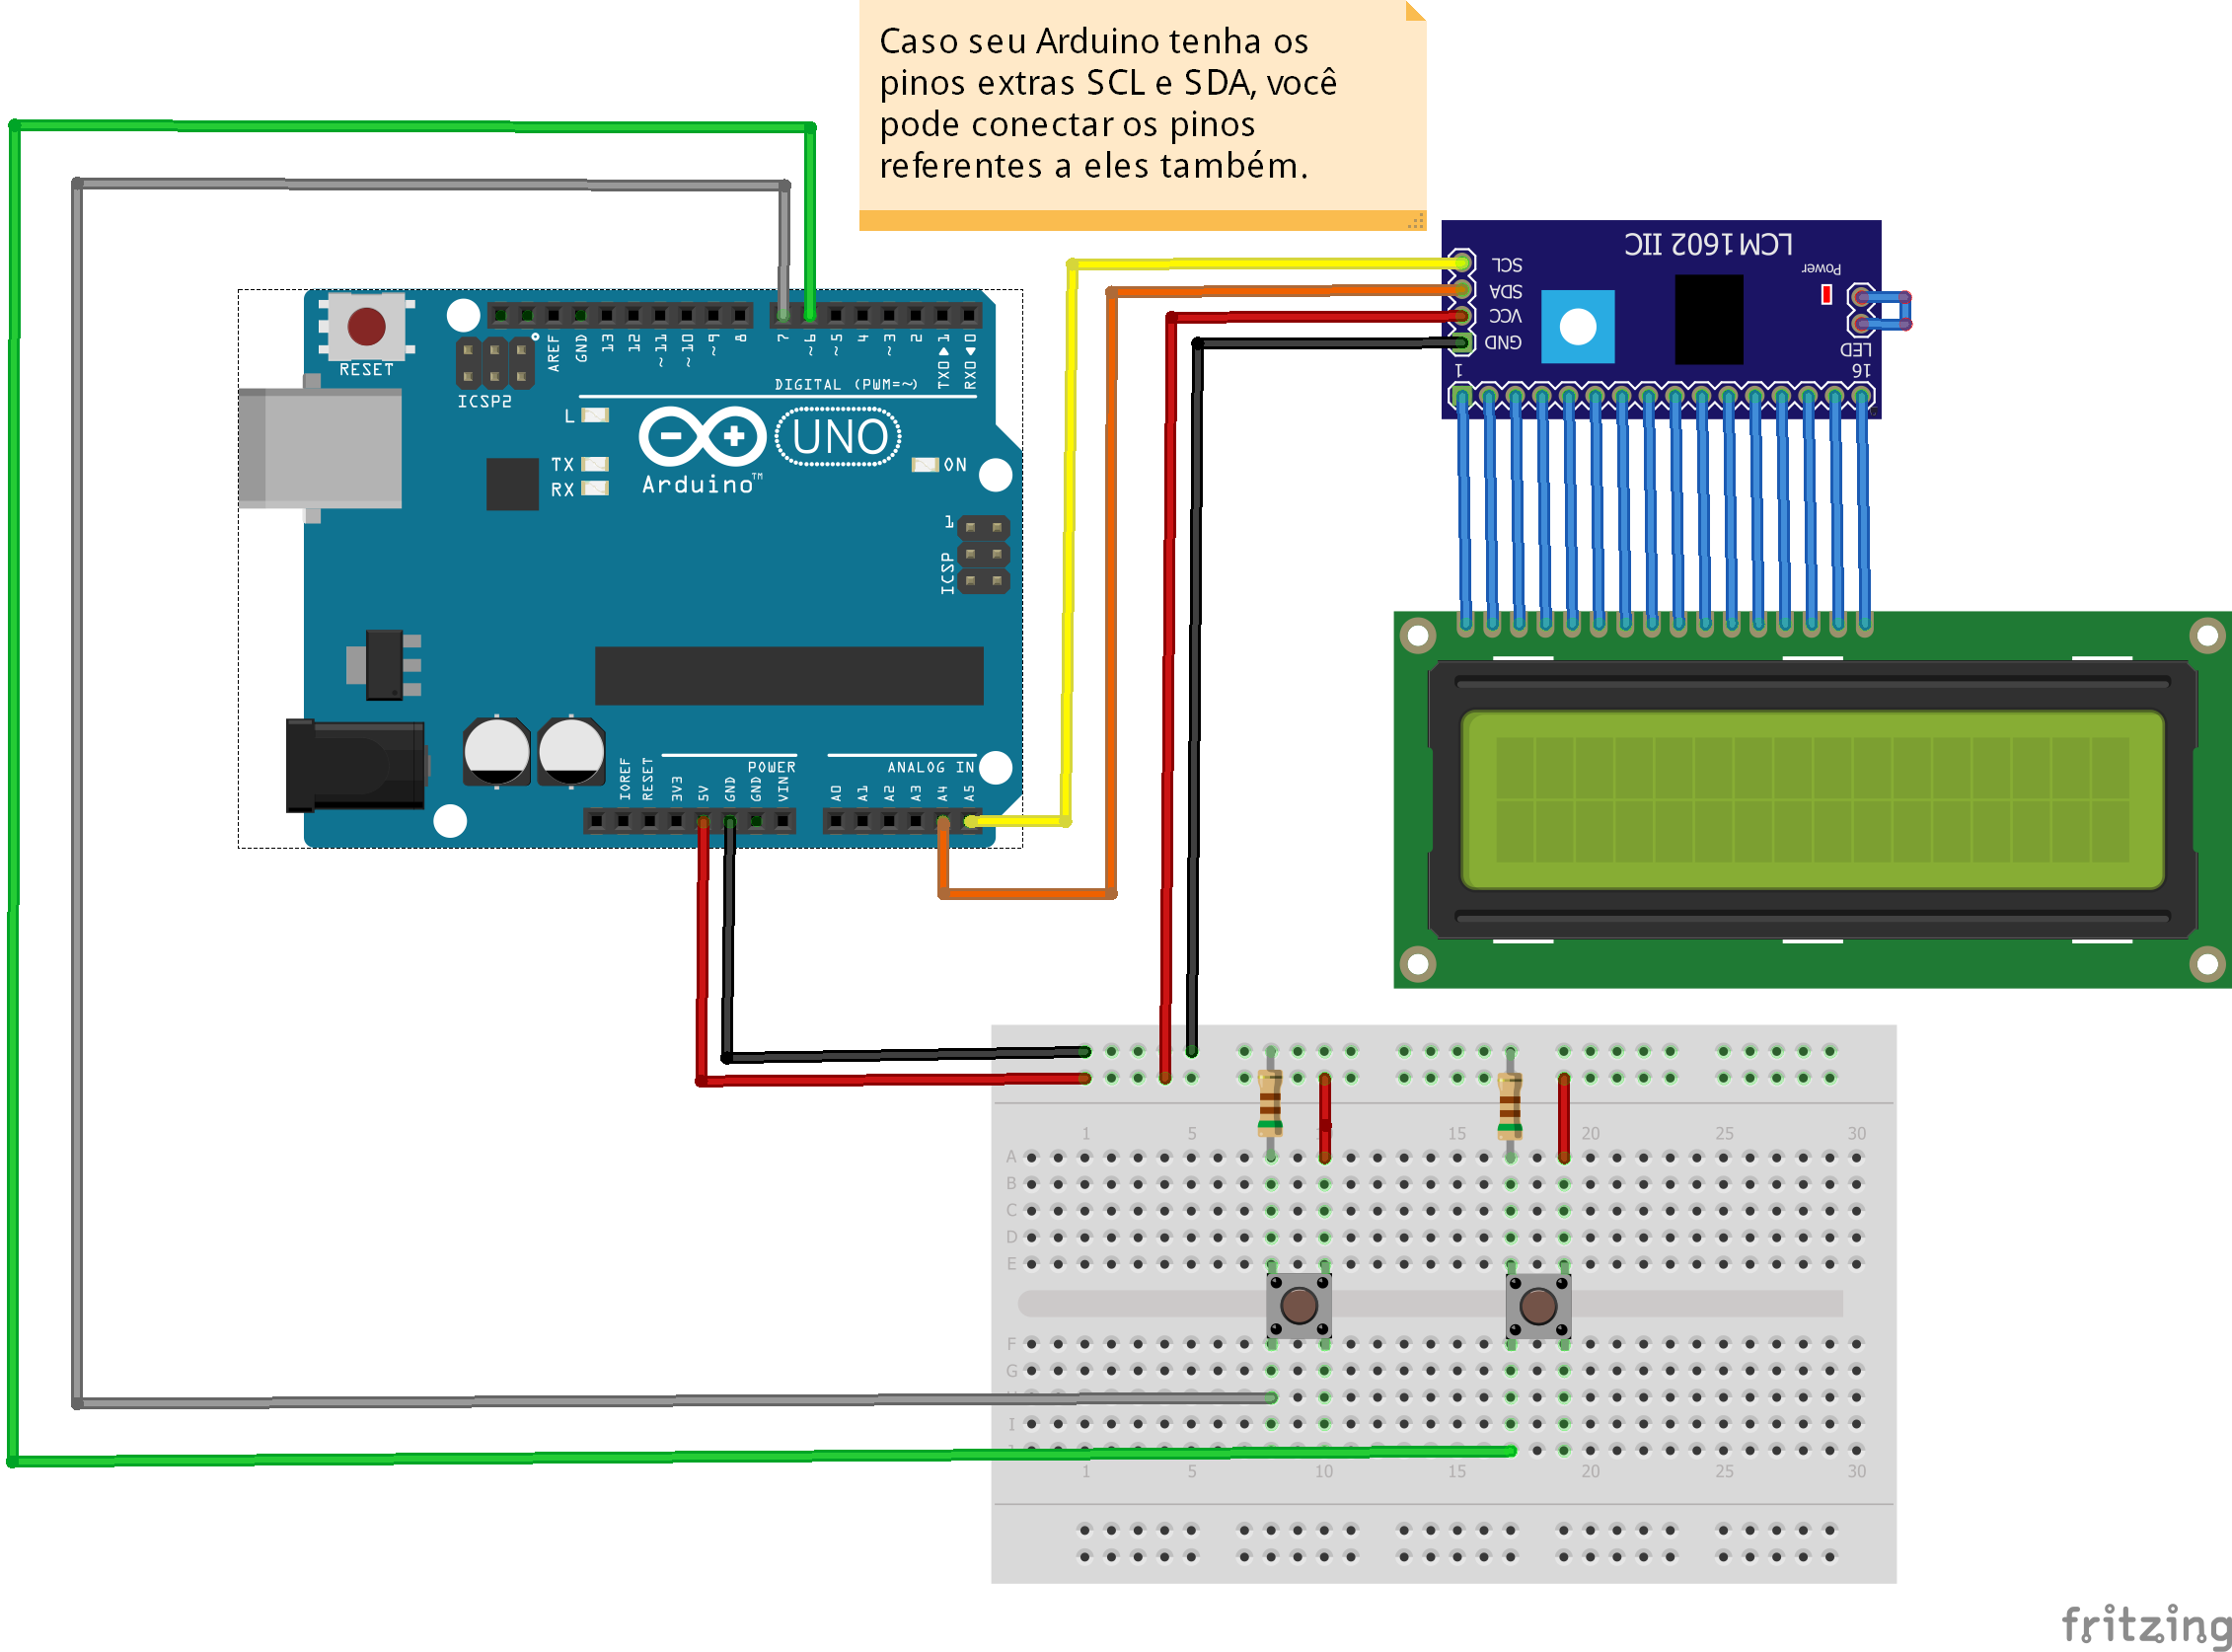 Caso seu Arduino tenha os
pinos extras SCL e SDA, você
pode conectar os pinos
referentes a eles também.
LCM1602 IIC
Power
SCL
SDA
VCC
GND
LED
1
16
RESET
ICSP2
AREF
GND
13
12
~11
~10
~9
8
7
~6
~5
4
~3
2
TX0▶1
RX0◀0
DIGITAL (PWM=~)
L
TX
RX
UNO
Arduino™
ON
1
ICSP
IOREF
RESET
3V3
5V
GND
GND
VIN
POWER
A0
A1
A2
A3
A4
A5
ANALOG IN
1 5 15 20 25 30
A
B
C
D
E
F
G
I
1 5 10 15 20 25 30
fritzing